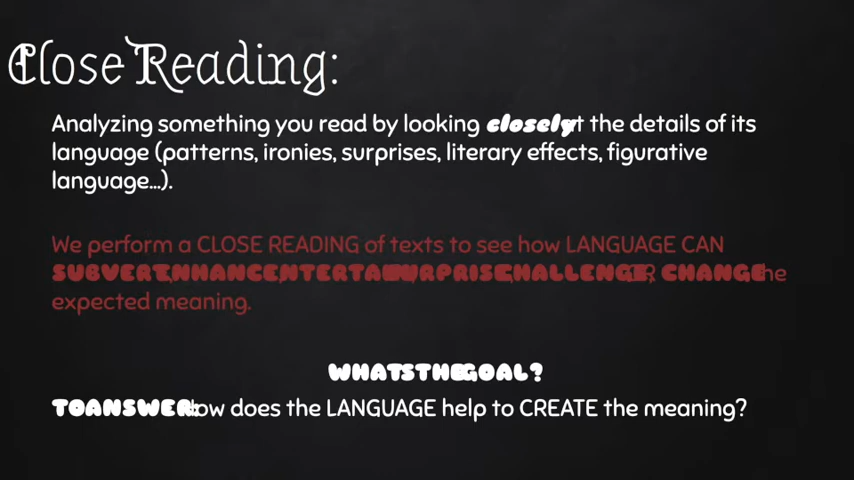 Close Reading:
Analyzing something you read by looking closely at the details of its
language (patterns, ironies, surprises, literary effects, figurative
language...).
We perform a CLOSE READING of texts to see how LANGUAGE CAN
SUBVERT, ENHANCE, ENTERTAIN, SURPRISE, CHALLENGE, CHANGE the
expected meaning.
WHATS THE GOAL?
TO ANSWER: How does the LANGUAGE help to CREATE the meaning?